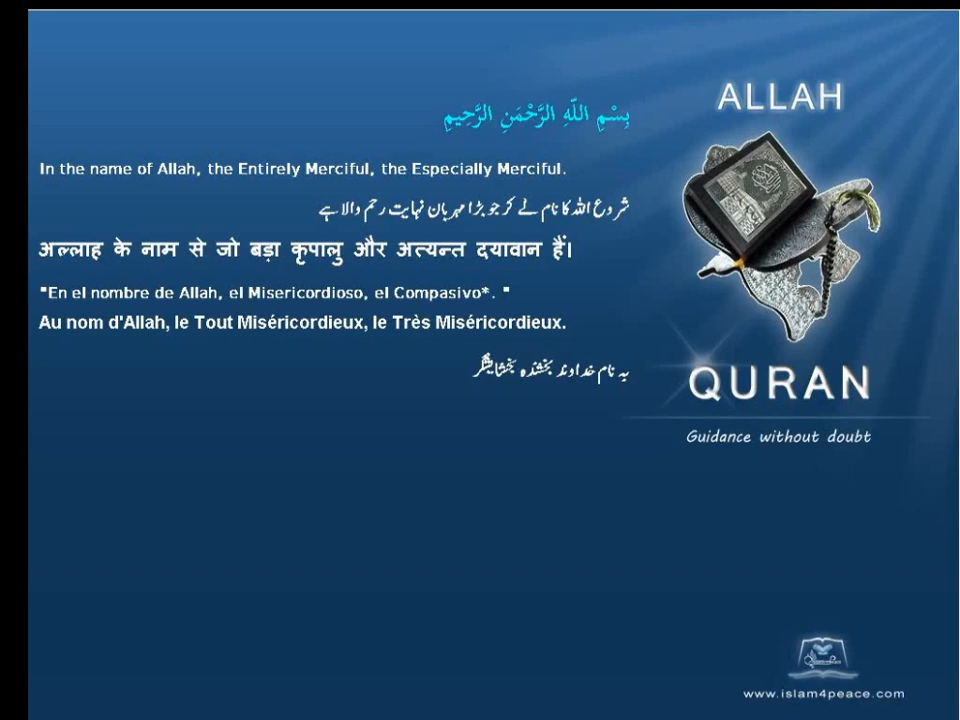 بِسْمِ اللّهِ الرَّحْمَنِ الرَّحِيمِ
In the name of Allah, the Entirely Merciful, the Especially Merciful.
شروع الله کا نام لے کر جو بڑا مہربان نہایت رحم والا ہے
अल्लाह के नाम से जो बड़ा कृपालु और अत्यन्त दयावान हैं।
"En el nombre de Allah, el Misericordioso, el Compasivo*. "
Au nom d'Allah, le Tout Miséricordieux, le Très Miséricordieux.
به نام خداوند بخشنده بخشایشگر
ALLAH
QURAN
Guidance without doubt
www.islam4peace.com